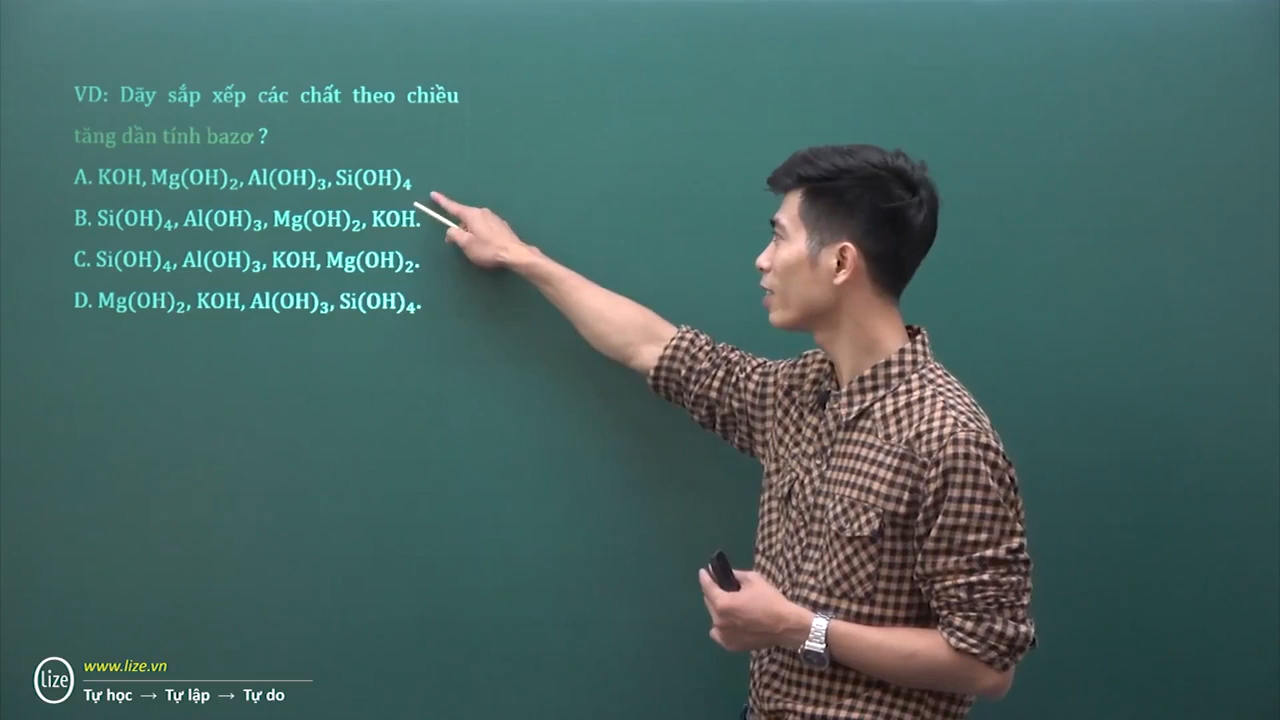 VD: Dãy sắp xếp các chất theo chiều
tăng dần tính bazơ ?
A. KOH, Mg(OH)₂, Al(OH)₃, Si(OH)₄
B. Si(OH)₄, Al(OH)₃, Mg(OH)₂, KOH.
C. Si(OH)₄, Al(OH)₃, KOH, Mg(OH)₂.
D. Mg(OH)₂, KOH, Al(OH)₃, Si(OH)₄.
lize
www.lize.vn
Tự học → Tự lập → Tự do